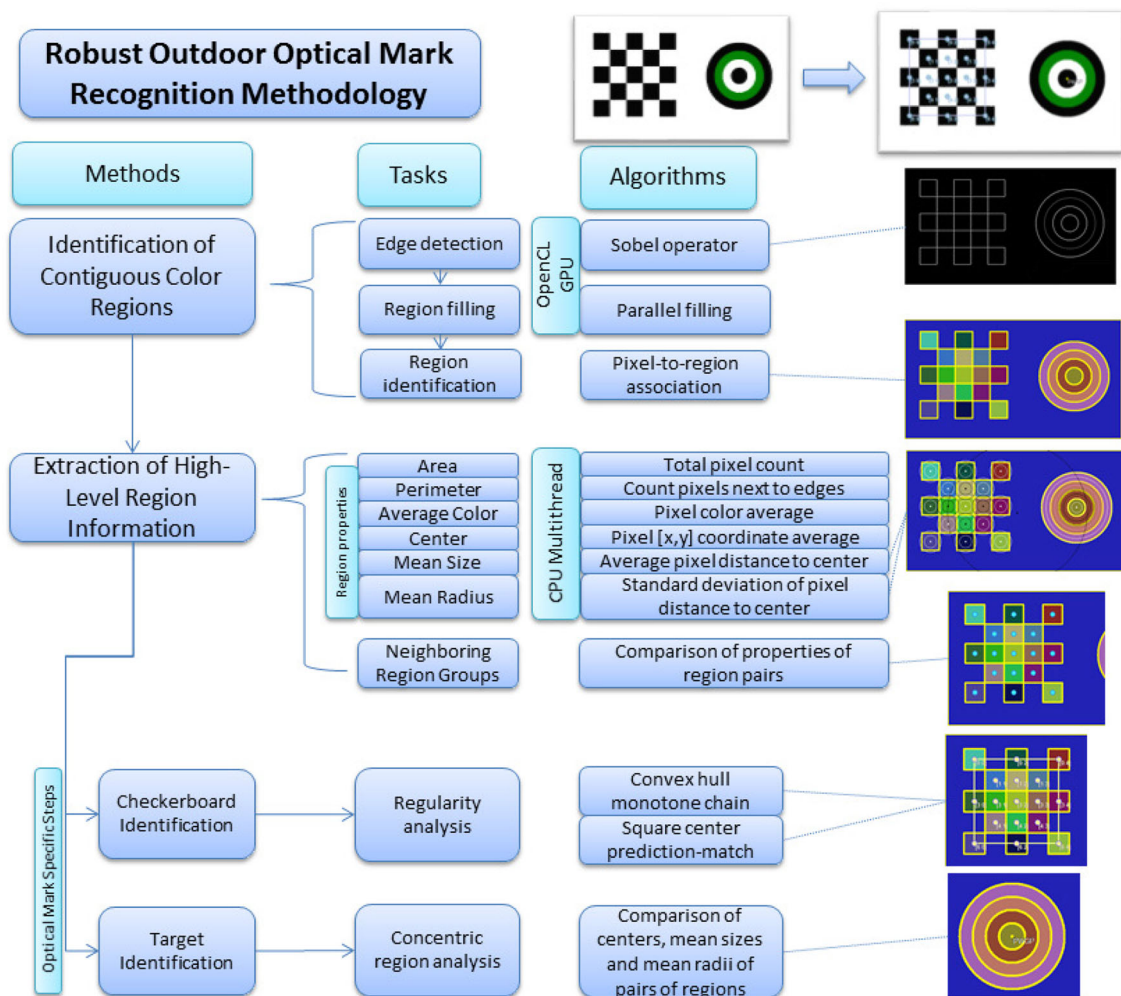 Robust Outdoor Optical Mark
Recognition Methodology
Methods
Tasks
Algorithms
Identification of
Contiguous Color
Regions
Edge detection
Region filling
Region
identification
OpenCL
GPU
Sobel operator
Parallel filling
Pixel-to-region
association
Extraction of High-
Level Region
Information
Region properties
Area
Perimeter
Average Color
Center
Mean Size
Mean Radius
Neighboring
Region Groups
CPU Multithread
Total pixel count
Count pixels next to edges
Pixel color average
Pixel [x,y] coordinate average
Average pixel distance to center
Standard deviation of pixel
distance to center
Comparison of properties of
region pairs
Optical Mark Specific Steps
Checkerboard
Identification
Regularity
analysis
Convex hull
monotone chain
Square center
prediction-match
Target
Identification
Concentric
region analysis
Comparison of
centers, mean sizes
and mean radii of
pairs of regions